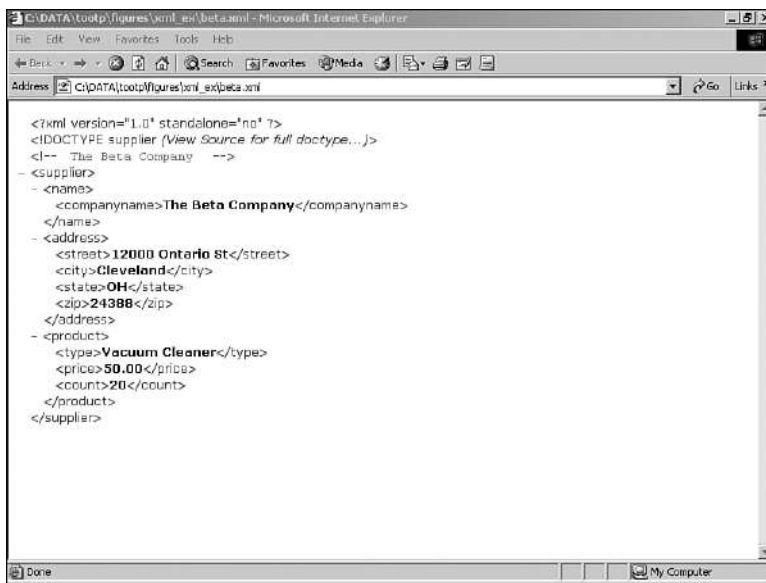 C:\DATA\tootp\figures\xml_ex\beta.xml - Microsoft Internet Explorer
File Edit View Favorites Tools Help
Back Search Favorites Media
Address C:\DATA\tootp\figures\xml_ex\beta.xml Go Links
<?xml version="1.0" standalone="no" ?>
<!DOCTYPE supplier (View Source for full doctype...)>
<!-- The Beta Company -->
- <supplier>
- <name>
<companyname>The Beta Company</companyname>
</name>
- <address>
<street>12000 Ontario St</street>
<city>Cleveland</city>
<state>OH</state>
<zip>24388</zip>
</address>
- <product>
<type>Vacuum Cleaner</type>
<price>50.00</price>
<count>20</count>
</product>
</supplier>
Done My Computer